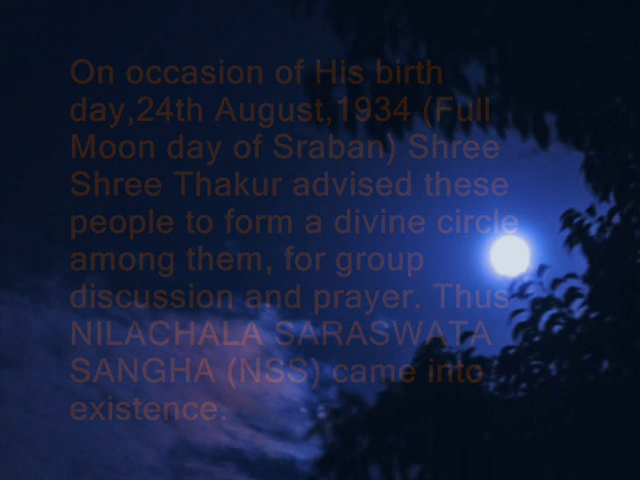 On occasion of His birth
day,24th August,1934 (Full
Moon day of Sraban) Shree
Shree Thakur advised these
people to form a divine circle
among them, for group
discussion and prayer. Thus
NILACHALA SARASWATA
SANGHA (NSS) came into
existence.